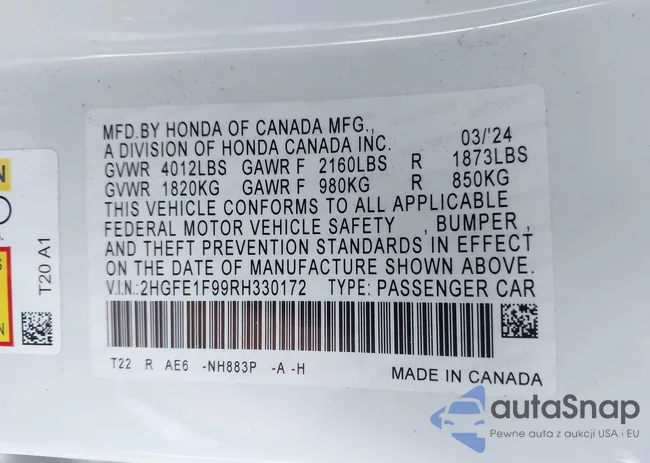 MFD.BY HONDA OF CANADA MFG., 03/'24
A DIVISION OF HONDA CANADA INC.
GVWR 4012LBS GAWR F 2160LBS R 1873LBS
GVWR 1820KG GAWR F 980KG R 850KG
THIS VEHICLE CONFORMS TO ALL APPLICABLE
FEDERAL MOTOR VEHICLE SAFETY , BUMPER ,
AND THEFT PREVENTION STANDARDS IN EFFECT
ON THE DATE OF MANUFACTURE SHOWN ABOVE.
V.I.N.: 2HGFE1F99RH330172 TYPE: PASSENGER CAR
T22 R AE6 -NH883P -A -H
MADE IN CANADA
T20 A1
N
S
N
autaSnap
Pewne auta z aukcji USA i EU